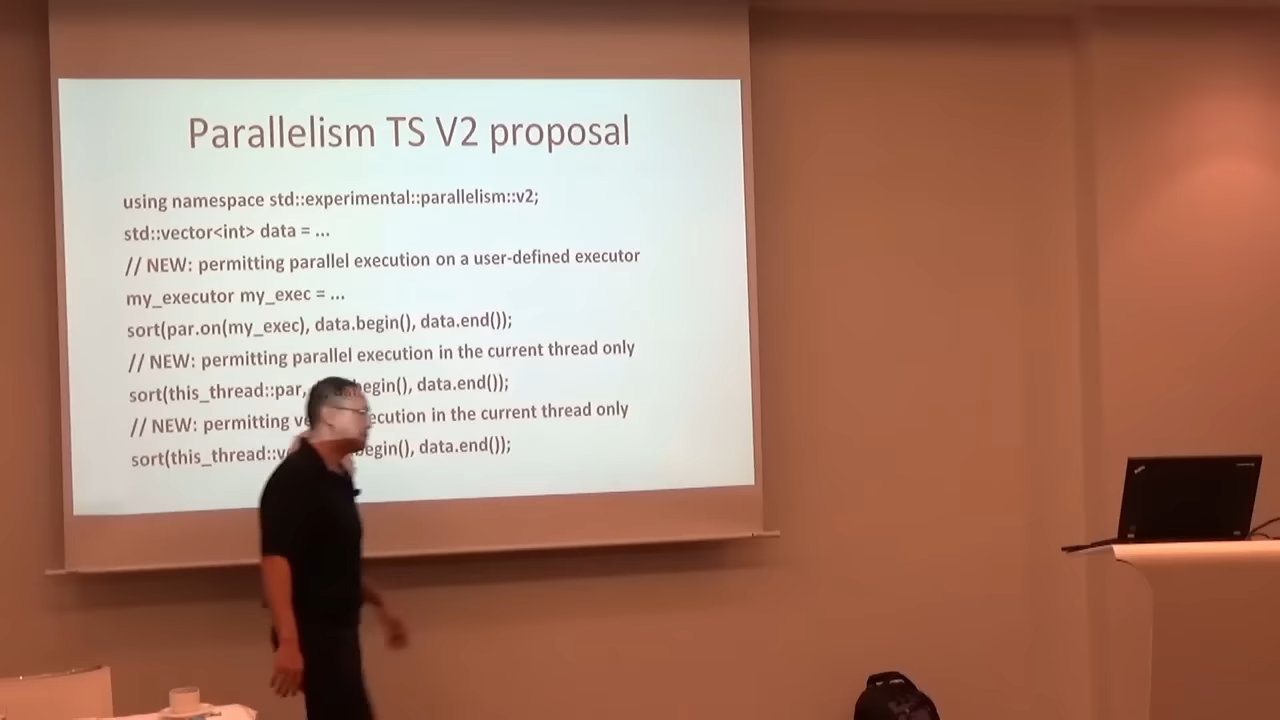 Parallelism TS V2 proposal
using namespace std::experimental::parallelism::v2;
std::vector<int> data = ...
// NEW: permitting parallel execution on a user-defined executor
my_executor my_exec = ...
sort(par.on(my_exec), data.begin(), data.end());
// NEW: permitting parallel execution in the current thread only
sort(this_thread::par, begin(), data.end());
// NEW: permitting in the current thread only
sort(this_thread:: begin(), data.end());